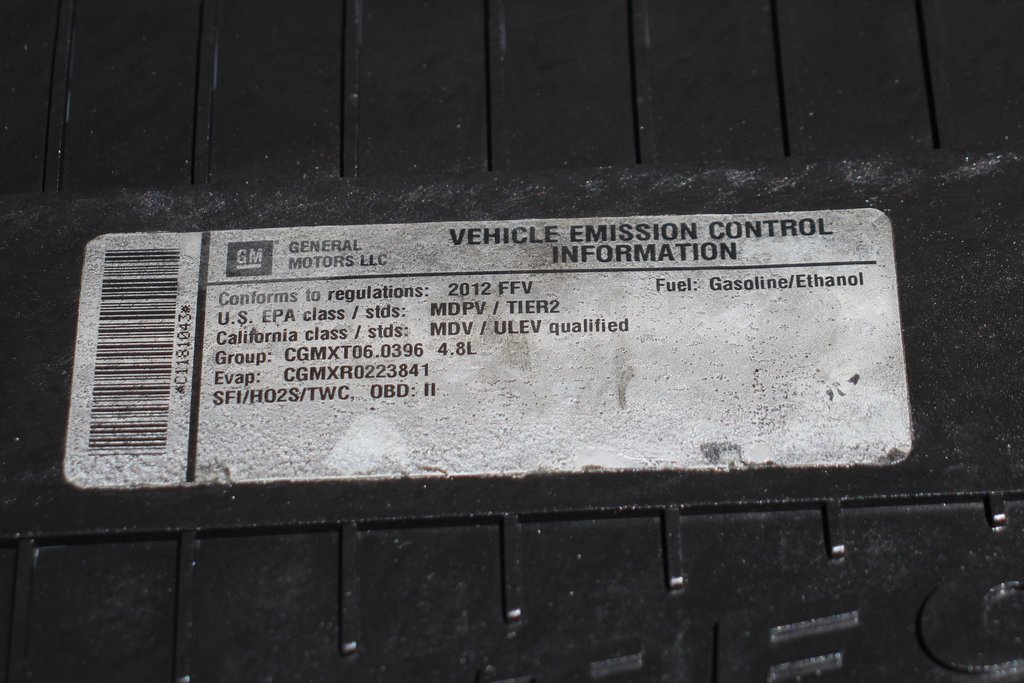 GM GENERAL MOTORS LLC
VEHICLE EMISSION CONTROL
INFORMATION
Conforms to regulations: 2012 FFV Fuel: Gasoline/Ethanol
U.S. EPA class / stds: MDPV / TIER2
California class / stds: MDV / ULEV qualified
Group: CGMXT06.0396 4.8L
Evap: CGMXR0223841
SFI/HO2S/TWC, OBD: II
*C1181043*